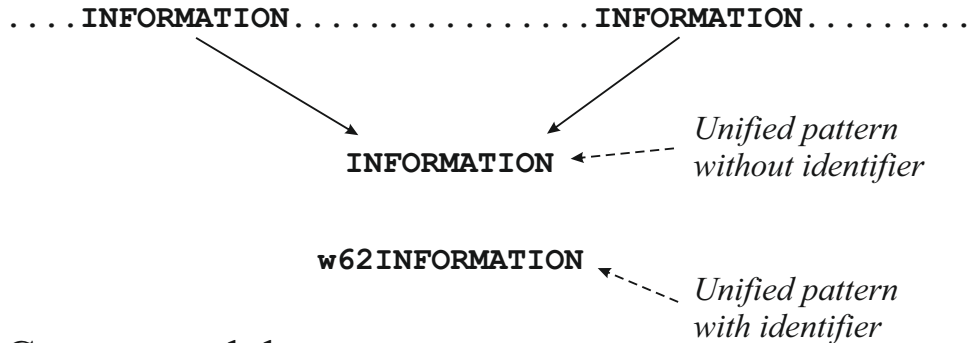 ....INFORMATION................INFORMATION.........
Unified pattern
without identifier
INFORMATION
w62INFORMATION
Unified pattern
with identifier